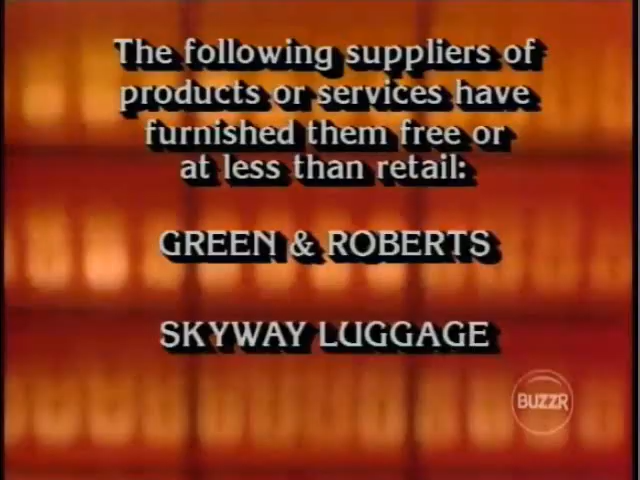 The following suppliers of
products or services have
furnished them free or
at less than retail:
GREEN & ROBERTS
SKYWAY LUGGAGE
BUZZR